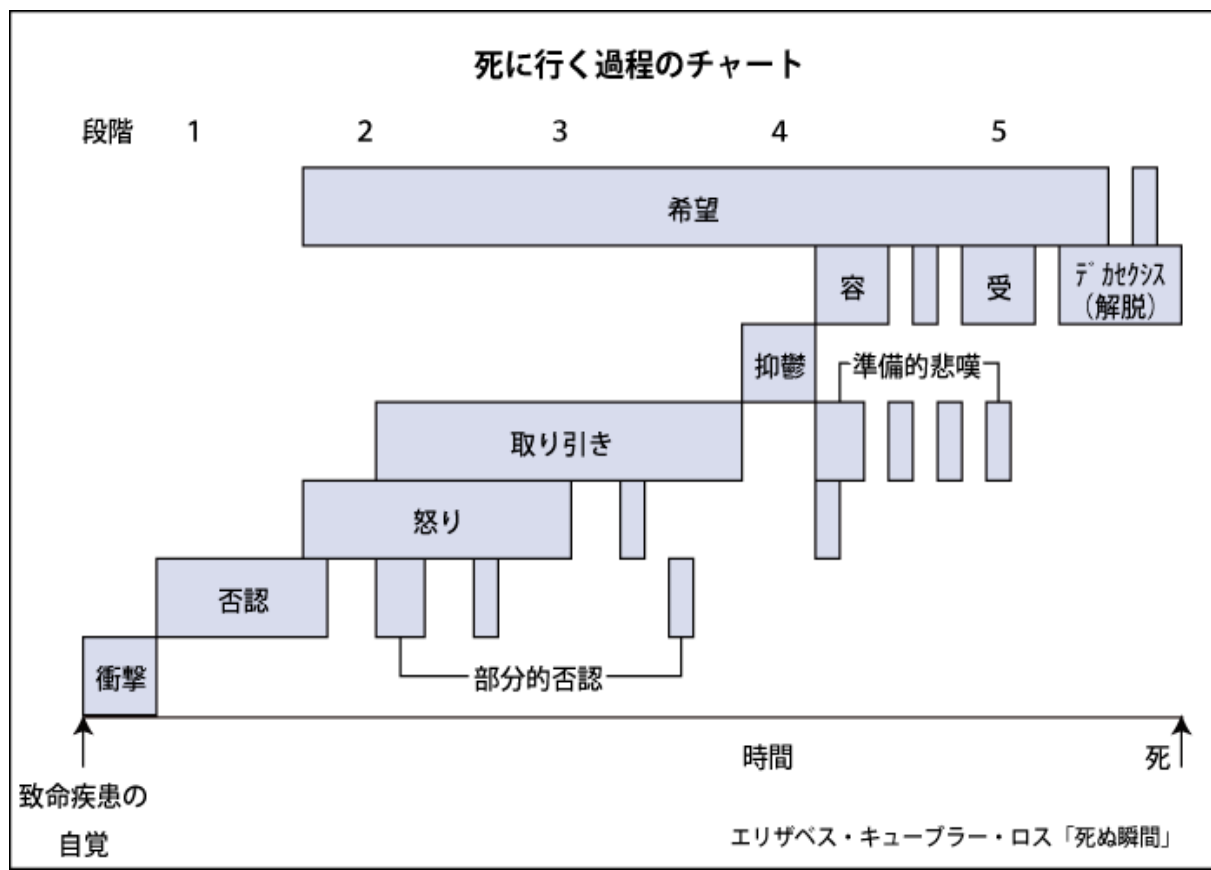 死に行く過程のチャート
段階 1 2 3 4 5
希望
容 受 ﾃﾞｶｾｸｼｽ
(解脱)
抑鬱 準備的悲嘆
取り引き
怒り
否認
衝撃 部分的否認
時間 死
致命疾患の
自覚
エリザベス・キューブラー・ロス「死ぬ瞬間」